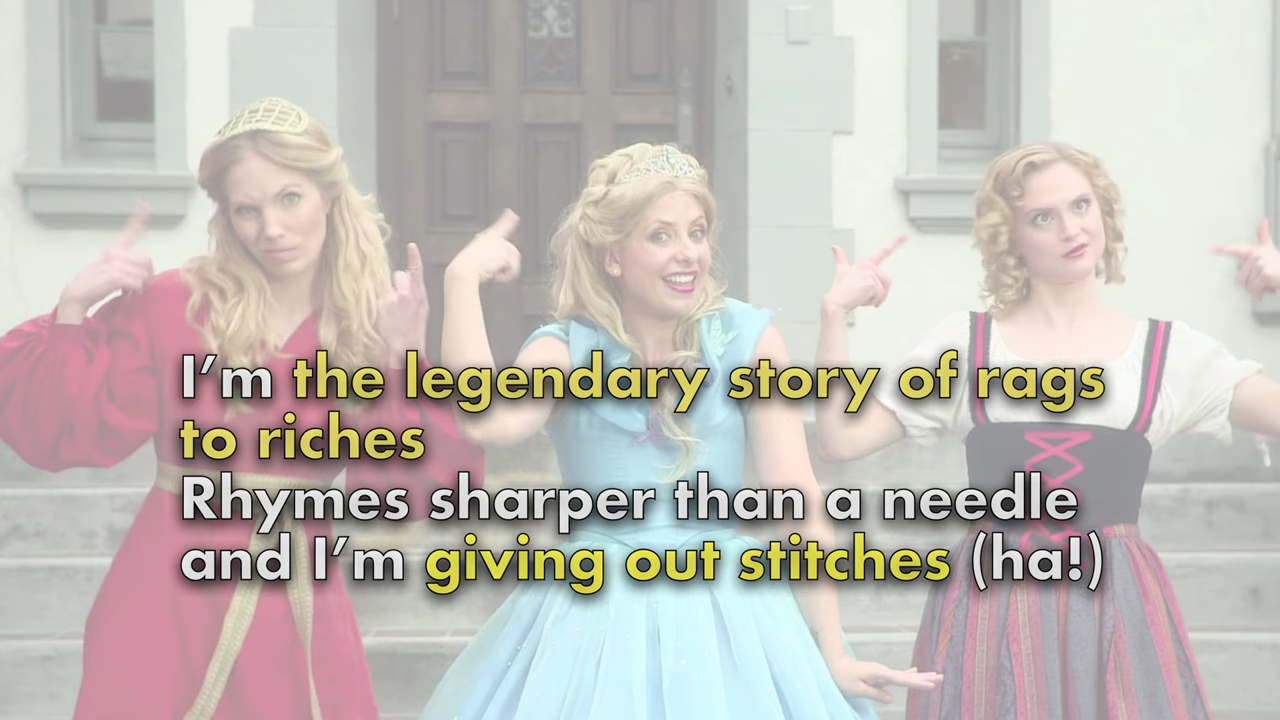 I’m the legendary story of rags
to riches
Rhymes sharper than a needle
and I’m giving out stitches (ha!)